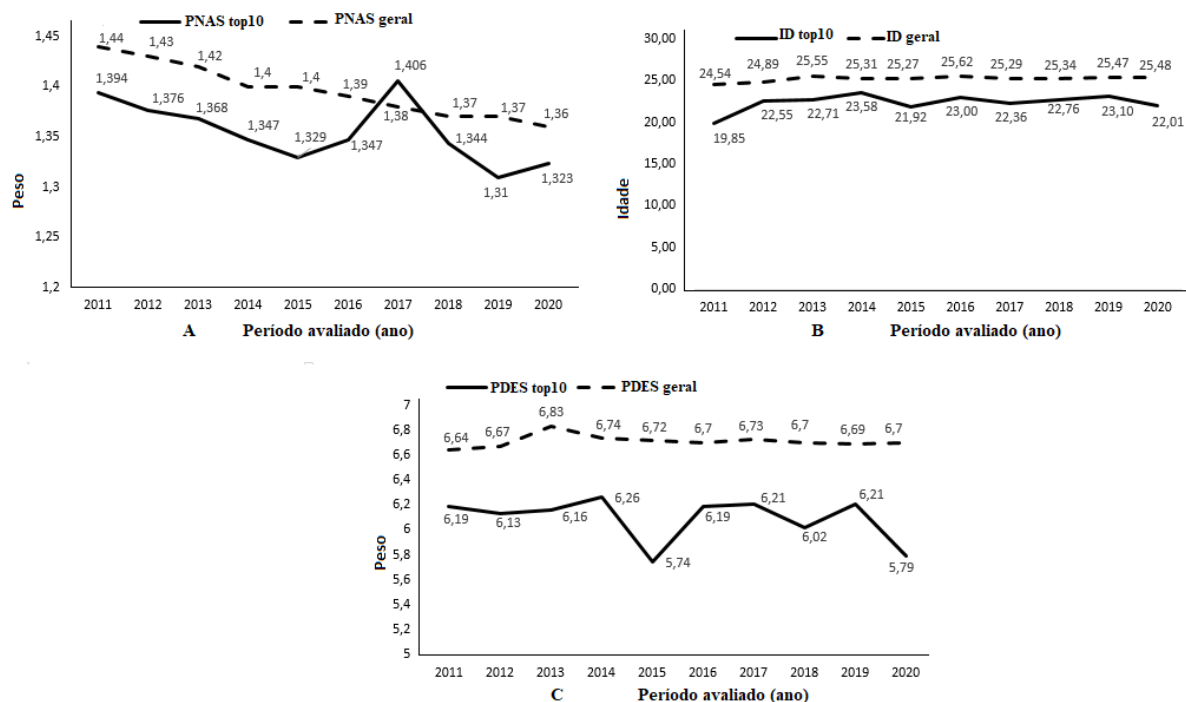 PNAS top10 PNAS geral
1,45
1,4
1,35
1,3
1,25
1,2
Peso
1,44
1,43
1,42
1,4
1,4
1,39
1,38
1,37
1,37
1,36
1,394
1,376
1,368
1,347
1,329
1,347
1,406
1,344
1,31
1,323
2011 2012 2013 2014 2015 2016 2017 2018 2019 2020
A Período avaliado (ano)
ID top10 ID geral
30,00
25,00
20,00
15,00
10,00
5,00
0,00
Idade
24,54 24,89 25,55 25,31 25,27 25,62 25,29 25,34 25,47 25,48
19,85 22,55 22,71 23,58 21,92 23,00 22,36 22,76 23,10 22,01
2011 2012 2013 2014 2015 2016 2017 2018 2019 2020
B Período avaliado (ano)
PDES top10 PDES geral
7
6,8
6,6
6,4
6,2
6
5,8
5,6
5,4
5,2
5
Peso
6,64 6,67 6,83 6,74 6,72 6,7 6,73 6,7 6,69 6,7
6,19 6,13 6,16 6,26 5,74 6,19 6,21 6,02 6,21 5,79
2011 2012 2013 2014 2015 2016 2017 2018 2019 2020
C Período avaliado (ano)